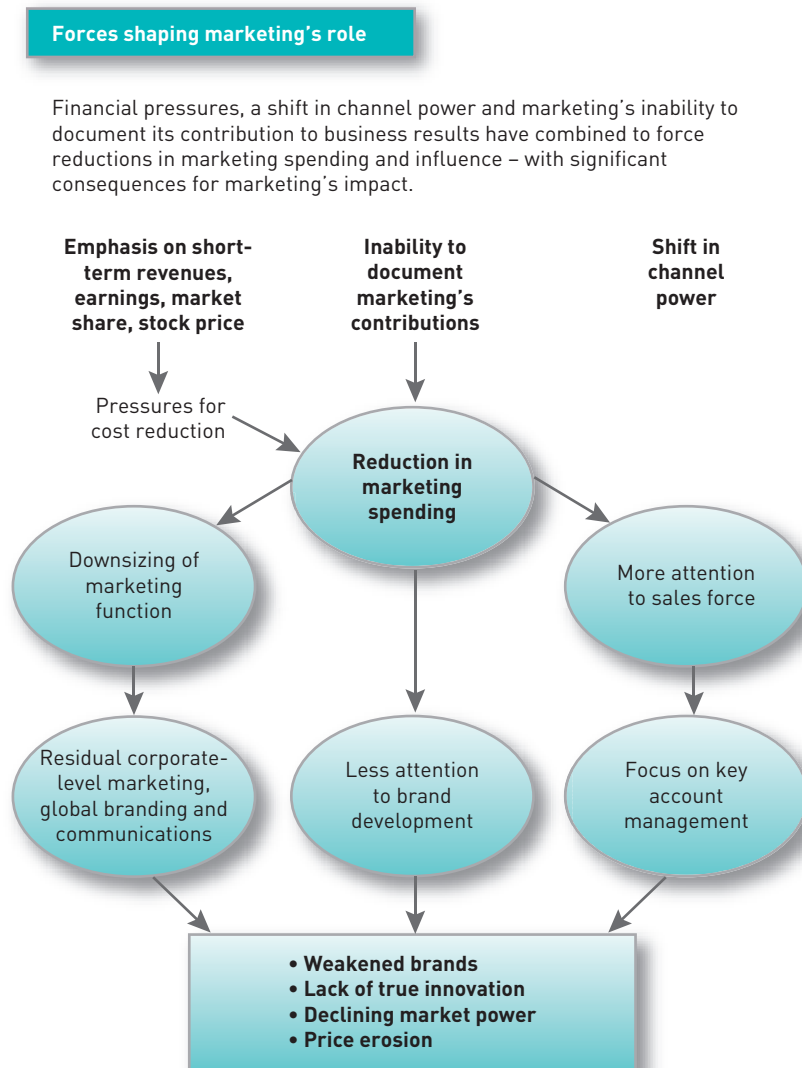 Forces shaping marketing's role
Financial pressures, a shift in channel power and marketing's inability to
document its contribution to business results have combined to force
reductions in marketing spending and influence – with significant
consequences for marketing's impact.
Emphasis on short-
term revenues,
earnings, market
share, stock price
Inability to
document
marketing's
contributions
Shift in
channel
power
Pressures for
cost reduction
Reduction in
marketing
spending
Downsizing of
marketing
function
More attention
to sales force
Residual corporate-
level marketing,
global branding and
communications
Less attention
to brand
development
Focus on key
account
management
• Weakened brands
• Lack of true innovation
• Declining market power
• Price erosion